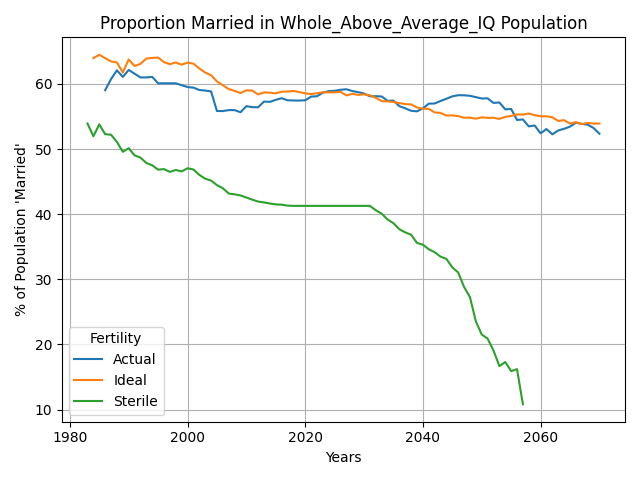 Proportion Married in Whole_Above_Average_IQ Population
% of Population 'Married'
60
50
40
30
20
10
Fertility
Actual
Ideal
Sterile
1980
2000
2020
2040
2060
Years